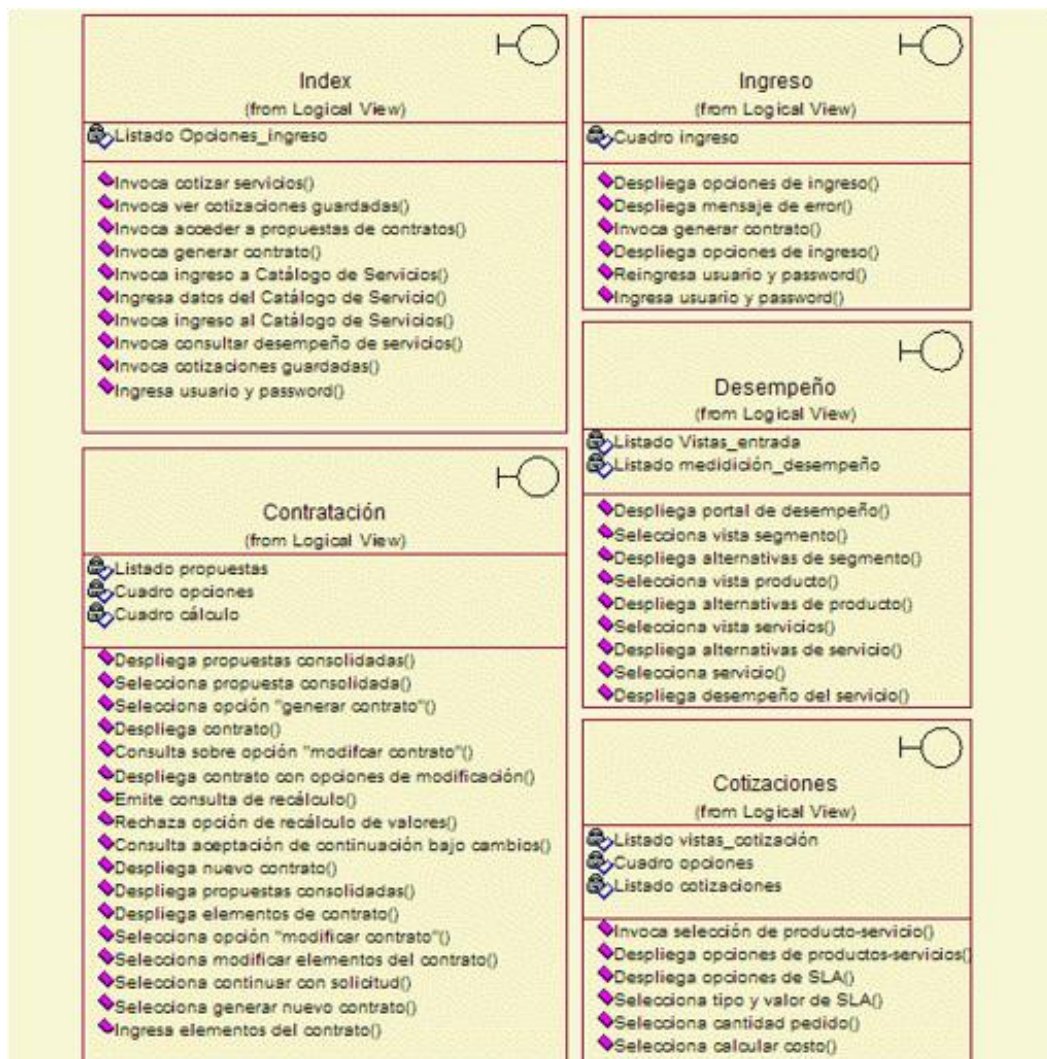 Index
(from Logical View)
Listado Opciones_ingreso
Invoca cotizar servicios()
Invoca ver cotizaciones guardadas()
Invoca acceder a propuestas de contratos()
Invoca generar contrato()
Invoca ingreso a Catálogo de Servicios()
Ingresa datos del Catálogo de Servicio()
Invoca ingreso al Catálogo de Servicios()
Invoca consultar desempeño de servicios()
Invoca cotizaciones guardadas()
Ingresa usuario y password()
Contratación
(from Logical View)
Listado propuestas
Cuadro opciones
Cuadro cálculo
Despliega propuestas consolidadas()
Selecciona propuesta consolidada()
Selecciona opción "generar contrato"()
Despliega contrato()
Consulta sobre opción "modifcar contrato"()
Despliega contrato con opciones de modificación()
Emite consulta de recálculo()
Rechaza opción de recálculo de valores()
Consulta aceptación de continuación bajo cambios()
Despliega nuevo contrato()
Despliega propuestas consolidadas()
Despliega elementos de contrato()
Selecciona opción "modificar contrato"()
Selecciona modificar elementos del contrato()
Selecciona continuar con solicitud()
Selecciona generar nuevo contrato()
Ingresa elementos del contrato()
Ingreso
(from Logical View)
Cuadro ingreso
Despliega opciones de ingreso()
Despliega mensaje de error()
Invoca generar contrato()
Despliega opciones de ingreso()
Reingresa usuario y password()
Ingresa usuario y password()
Desempeño
(from Logical View)
Listado Vistas_entrada
Listado medidición_desempeño
Despliega portal de desempeño()
Selecciona vista segmento()
Despliega alternativas de segmento()
Selecciona vista producto()
Despliega alternativas de producto()
Selecciona vista servicios()
Despliega alternativas de servicio()
Selecciona servicio()
Despliega desempeño del servicio()
Cotizaciones
(from Logical View)
Listado vistas_cotización
Cuadro opciones
Listado cotizaciones
Invoca selección de producto-servicio()
Despliega opciones de productos-servicios()
Despliega opciones de SLA()
Selecciona tipo y valor de SLA()
Selecciona cantidad pedido()
Selecciona calcular costo()